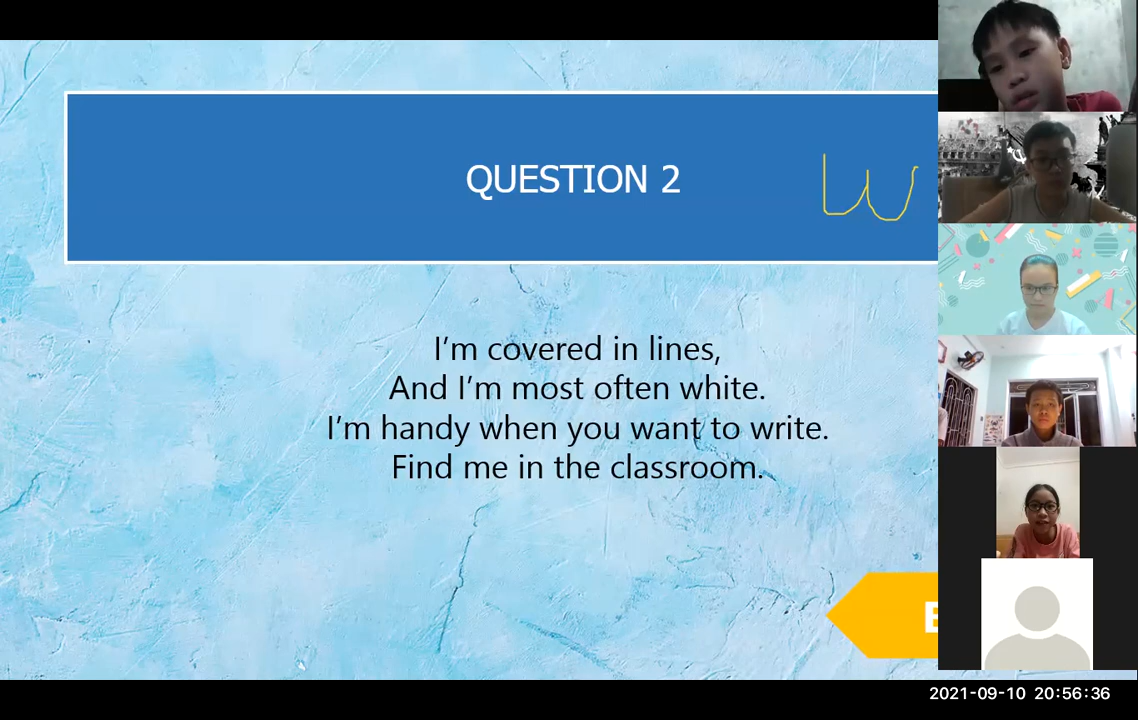 QUESTION 2
W
I'm covered in lines,
And I'm most often white.
I'm handy when you want to write.
Find me in the classroom.
2021-09-10 20:56:36